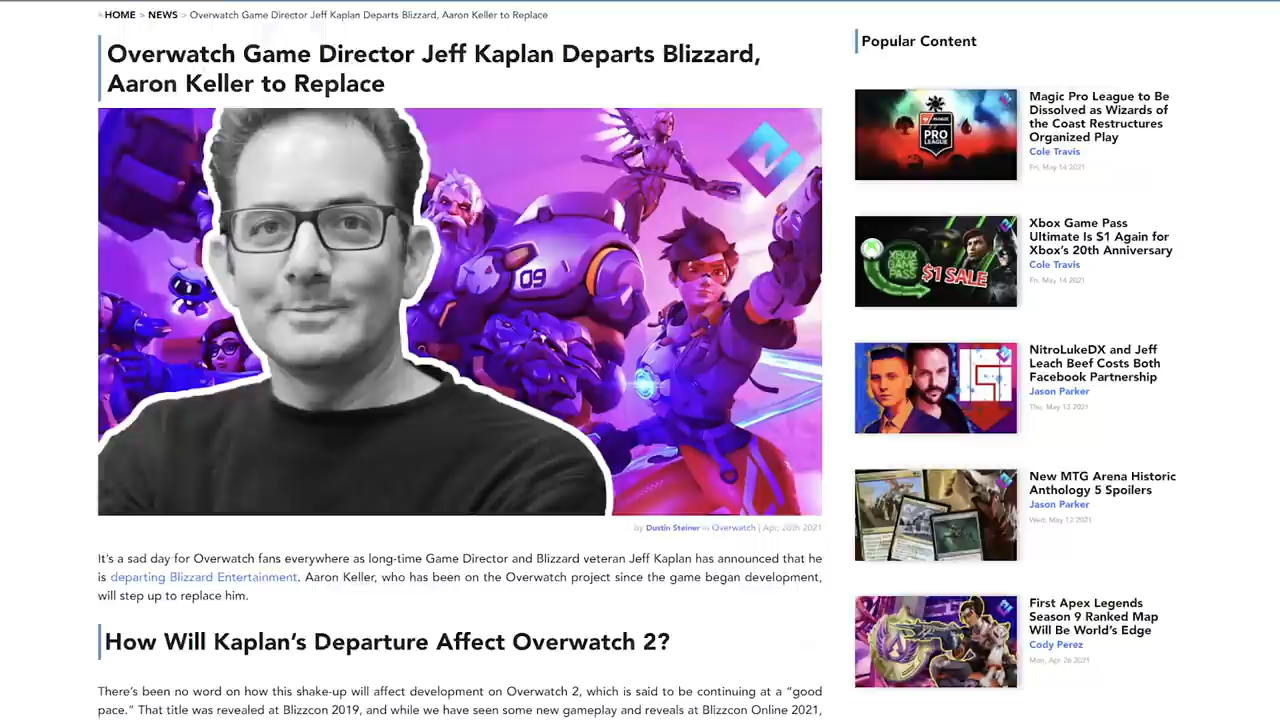 HOME > NEWS > Overwatch Game Director Jeff Kaplan Departs Blizzard, Aaron Keller to Replace
Overwatch Game Director Jeff Kaplan Departs Blizzard,
Aaron Keller to Replace
09
by Dustin Steiner in Overwatch | Apr, 20th 2021
It's a sad day for Overwatch fans everywhere as long-time Game Director and Blizzard veteran Jeff Kaplan has announced that he
is departing Blizzard Entertainment. Aaron Keller, who has been on the Overwatch project since the game began development,
will step up to replace him.
How Will Kaplan's Departure Affect Overwatch 2?
There's been no word on how this shake-up will affect development on Overwatch 2, which is said to be continuing at a "good
pace." That title was revealed at Blizzcon 2019, and while we have seen some new gameplay and reveals at Blizzcon Online 2021,
Popular Content
MAGIC
PRO
LEAGUE
Magic Pro League to Be
Dissolved as Wizards of
the Coast Restructures
Organized Play
Cole Travis
Fri, May 14 2021
XBOX
GAME
PASS
$1 SALE
Xbox Game Pass
Ultimate Is $1 Again for
Xbox's 20th Anniversary
Cole Travis
Fri, May 14 2021
NitroLukeDX and Jeff
Leach Beef Costs Both
Facebook Partnership
Jason Parker
Thu, May 13 2021
New MTG Arena Historic
Anthology 5 Spoilers
Jason Parker
Wed, May 12 2021
First Apex Legends
Season 9 Ranked Map
Will Be World's Edge
Cody Perez
Mon, Apr 26 2021